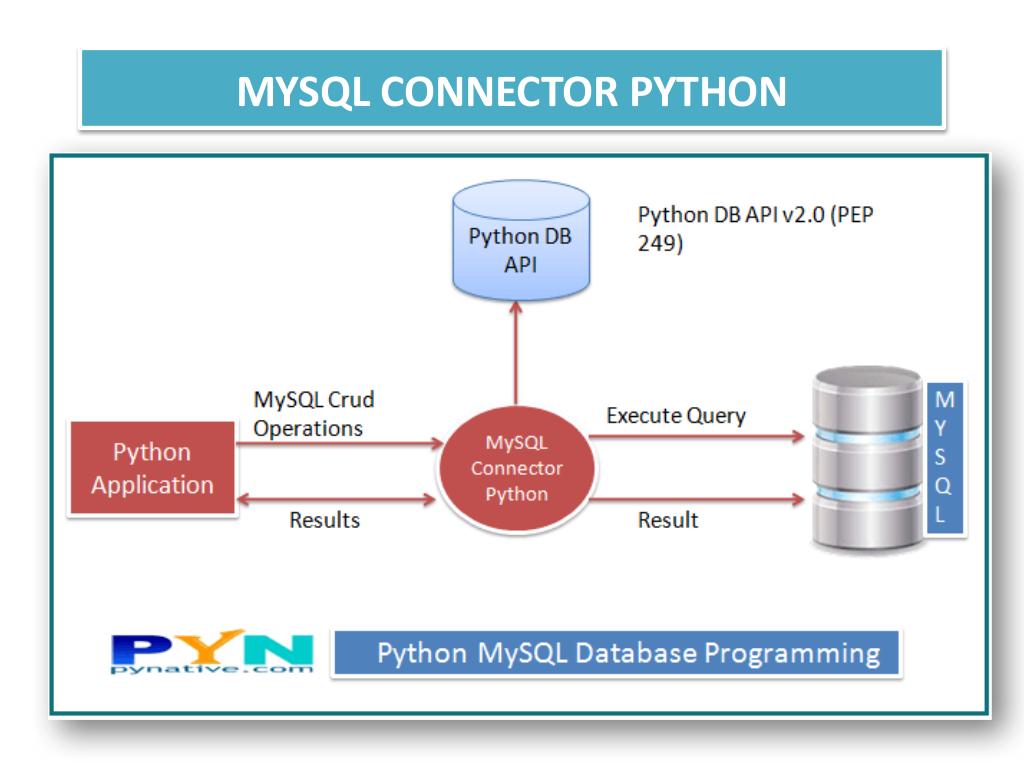 MYSQL CONNECTOR PYTHON
Python DB
API
Python DB API v2.0 (PEP
249)
MySQL Crud
Operations
Execute Query
Python
Application
MySQL
Connector
Python
M
Y
S
Q
L
Results
Result
PYN
pynative.com
Python MySQL Database Programming